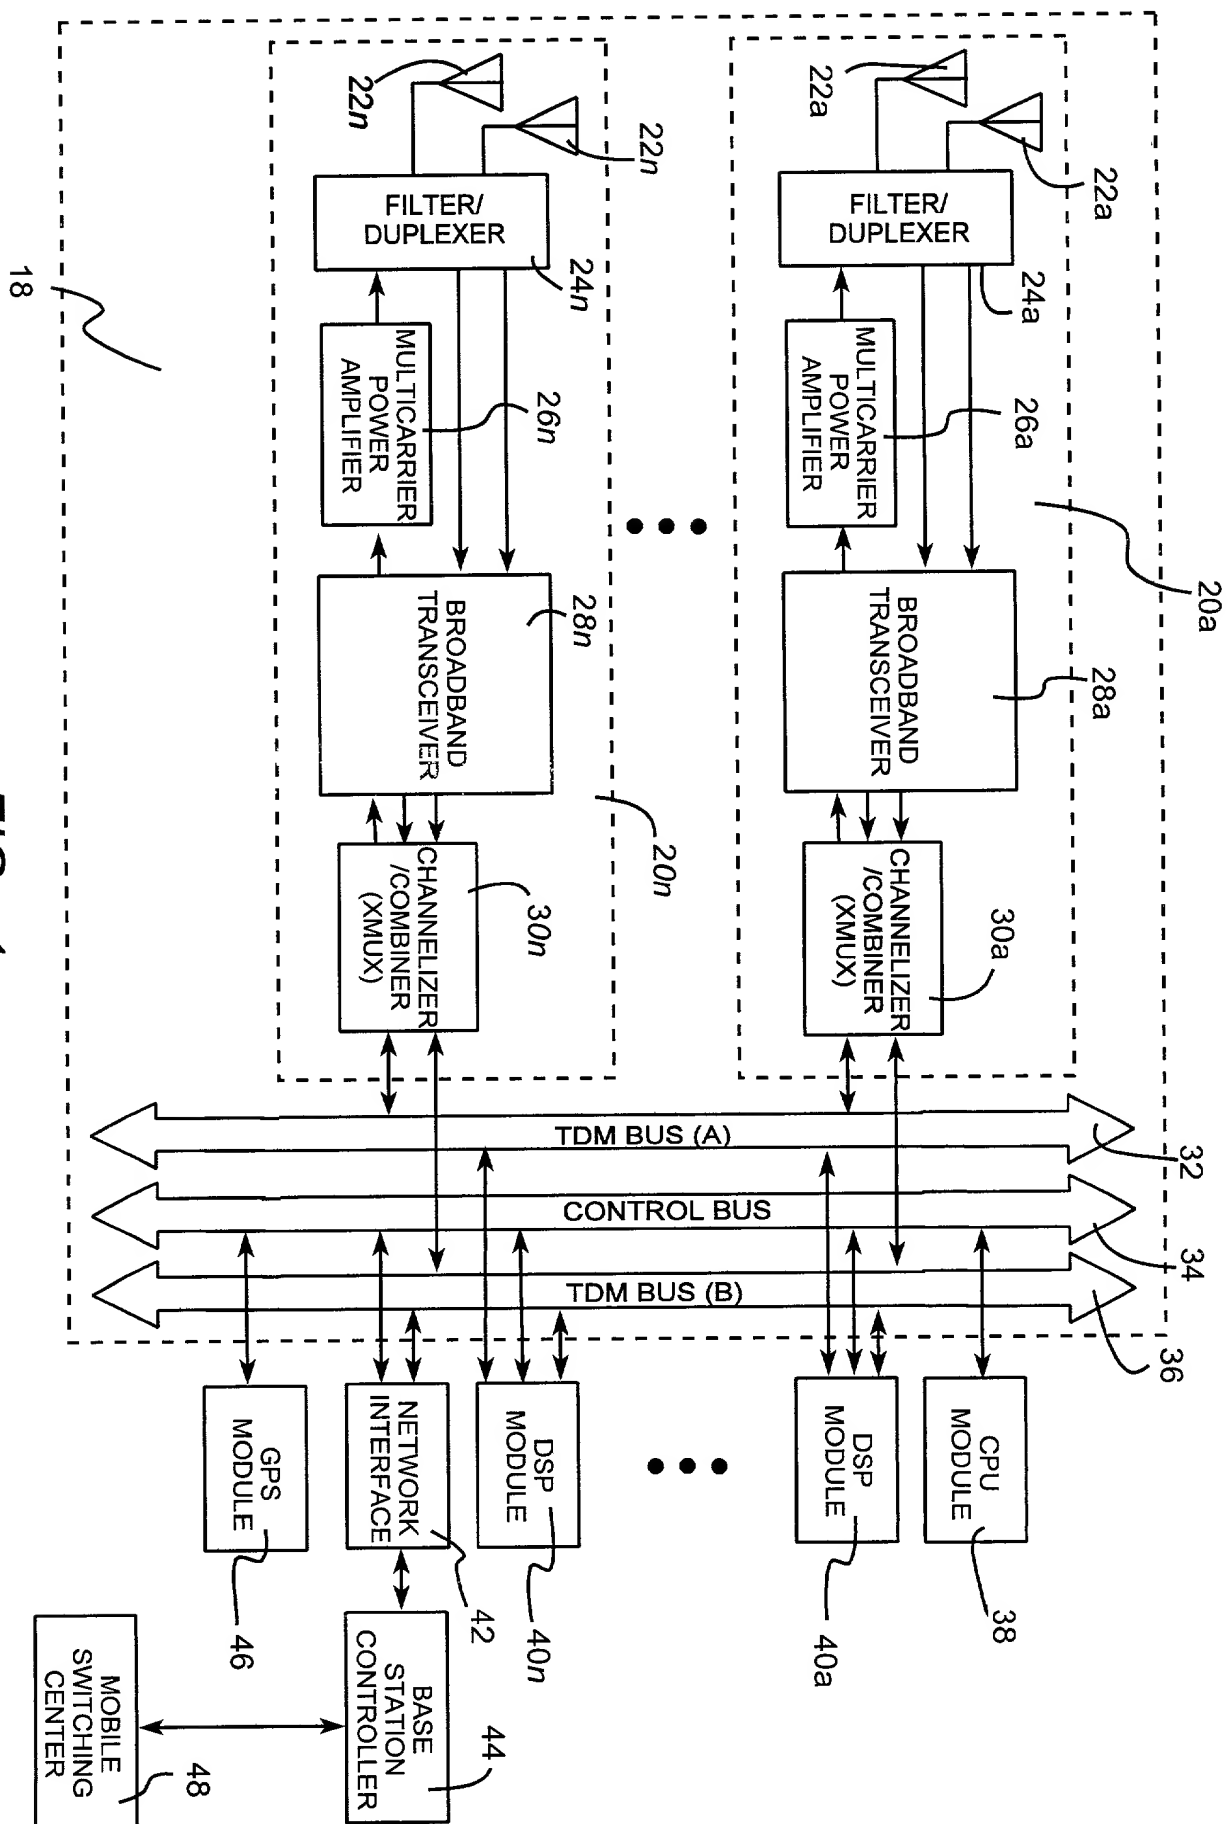 22a
22a
FILTER/
DUPLEXER
24a
MULTICARRIER
POWER
AMPLIFIER
26a
20a
BROADBAND
TRANSCEIVER
28a
CHANNELIZER
/COMBINER
(XMUX)
30a
22n
22n
FILTER/
DUPLEXER
24n
MULTICARRIER
POWER
AMPLIFIER
26n
BROADBAND
TRANSCEIVER
28n
20n
CHANNELIZER
/COMBINER
(XMUX)
30n
18
TDM BUS (A)
32
CONTROL BUS
34
TDM BUS (B)
36
CPU
MODULE
38
DSP
MODULE
40a
DSP
MODULE
40n
NETWORK
INTERFACE
42
GPS
MODULE
46
BASE
STATION
CONTROLLER
44
MOBILE
SWITCHING
CENTER
48